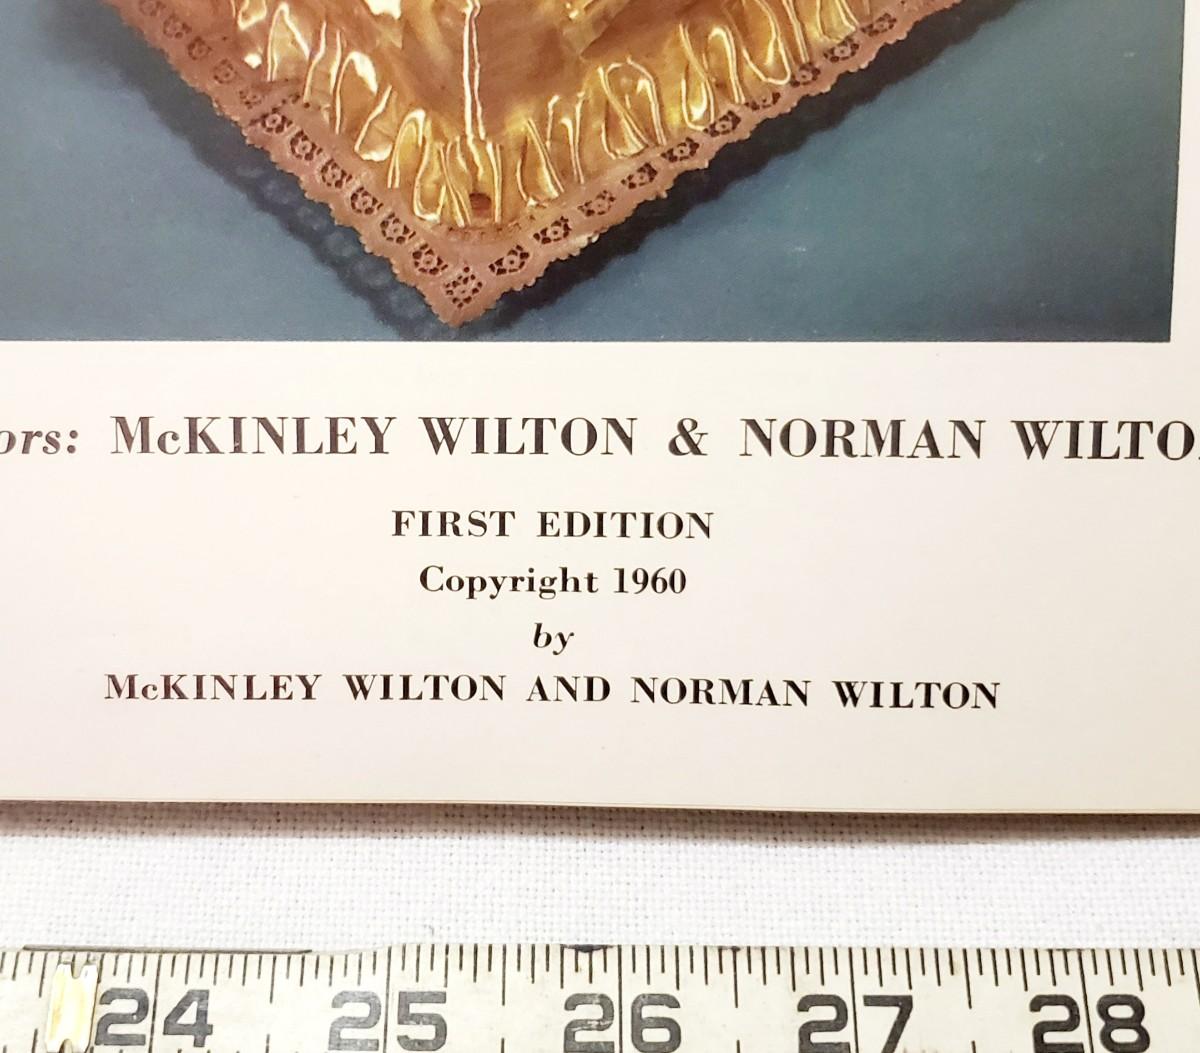 ors: McKINLEY WILTON & NORMAN WILTO
FIRST EDITION
Copyright 1960
by
McKINLEY WILTON AND NORMAN WILTON
24 25 26 27 28